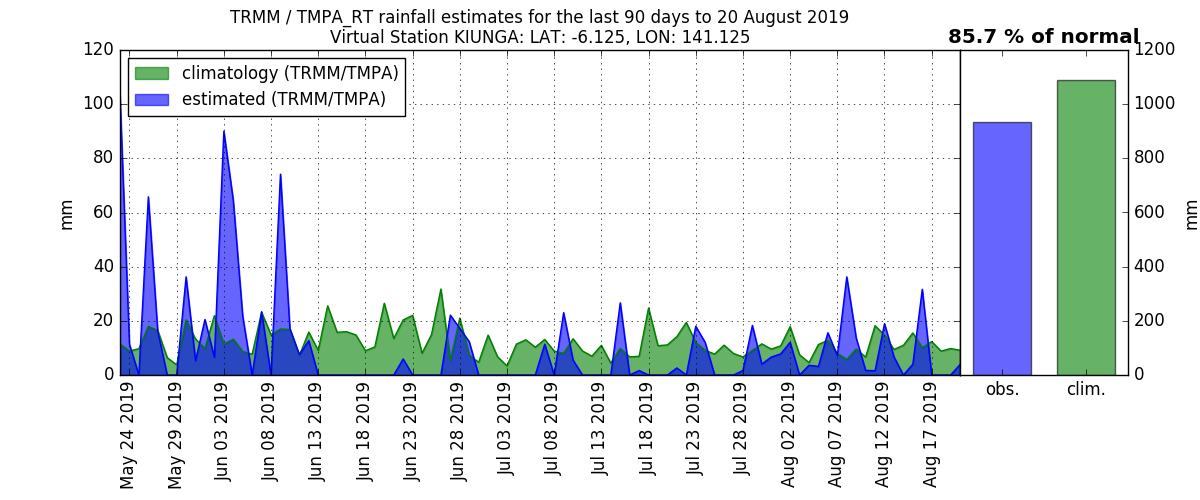 TRMM / TMPA_RT rainfall estimates for the last 90 days to 20 August 2019
Virtual Station KIUNGA: LAT: -6.125, LON: 141.125
85.7 % of normal
climatology (TRMM/TMPA)
estimated (TRMM/TMPA)
mm
120
100
80
60
40
20
0
May 24 2019
May 29 2019
Jun 03 2019
Jun 08 2019
Jun 13 2019
Jun 18 2019
Jun 23 2019
Jun 28 2019
Jul 03 2019
Jul 08 2019
Jul 13 2019
Jul 18 2019
Jul 23 2019
Jul 28 2019
Aug 02 2019
Aug 07 2019
Aug 12 2019
Aug 17 2019
obs.
clim.
1200
1000
800
600
400
200
0
mm